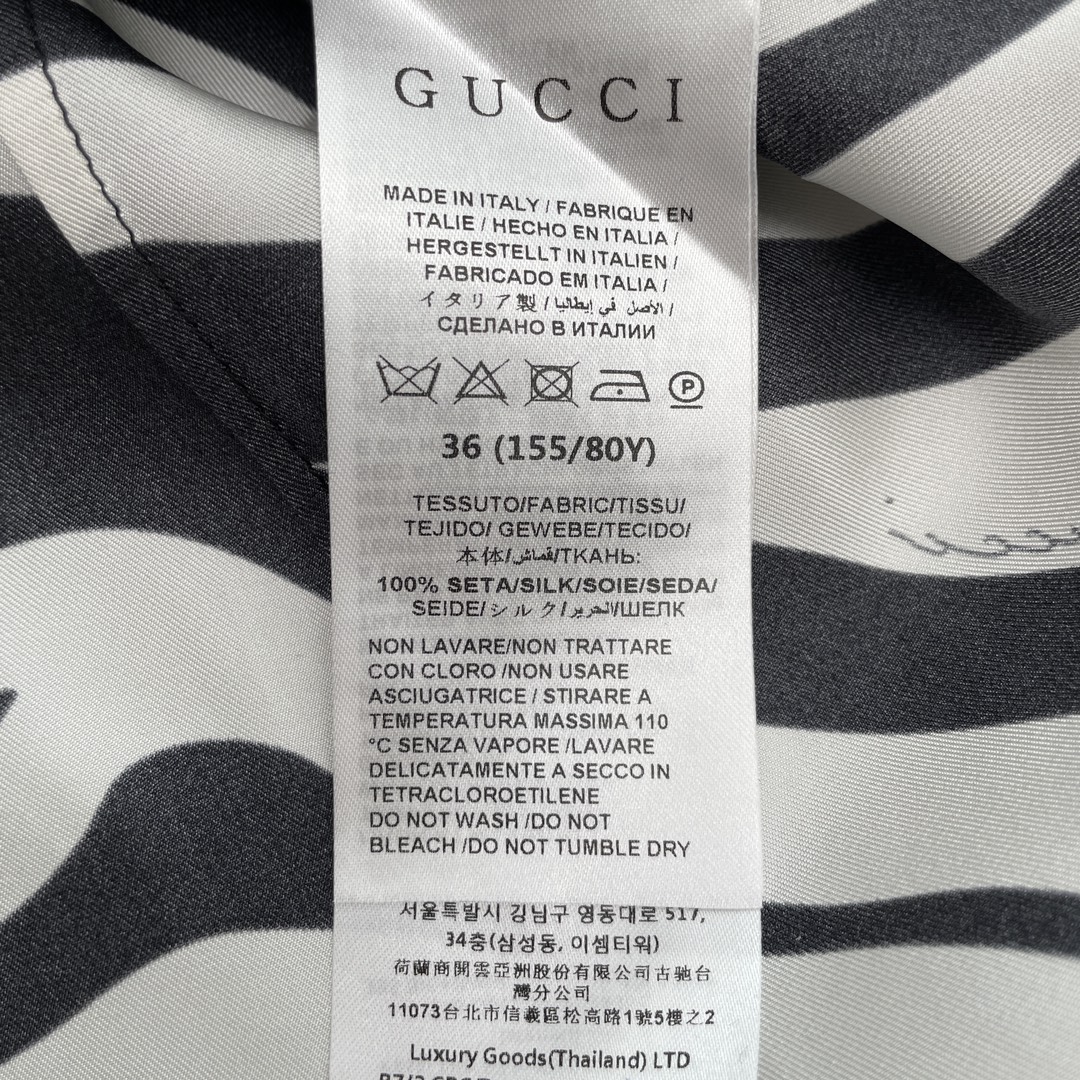 GUCCI
MADE IN ITALY / FABRIQUE EN
ITALIE / HECHO EN ITALIA /
HERGESTELLT IN ITALIEN /
FABRICADO EM ITALIA /
イタリア製 / الأصل في إيطاليا /
СДЕЛАНО В ИТАЛИИ
P
36 (155/80Y)
TESSUTO/FABRIC/TISSU/
TEJIDO/ GEWEBE/TECIDO/
本体/قماش/ТКАНЬ:
100% SETA/SILK/SOIE/SEDA/
SEIDE/シルク/الحرير/ШЕЛК
NON LAVARE/NON TRATTARE
CON CLORO /NON USARE
ASCIUGATRICE / STIRARE A
TEMPERATURA MASSIMA 110
°C SENZA VAPORE /LAVARE
DELICATAMENTE A SECCO IN
TETRACLOROETILENE
DO NOT WASH /DO NOT
BLEACH /DO NOT TUMBLE DRY
서울특발시 깅남구 영동대로 517,
34충(삼성동, 이셈티워)
荷蘭商開雲亞洲股份有限公司古驰台
灣分公司
11073台北市信義區松高路1號5樓之2
Luxury Goods(Thailand) LTD